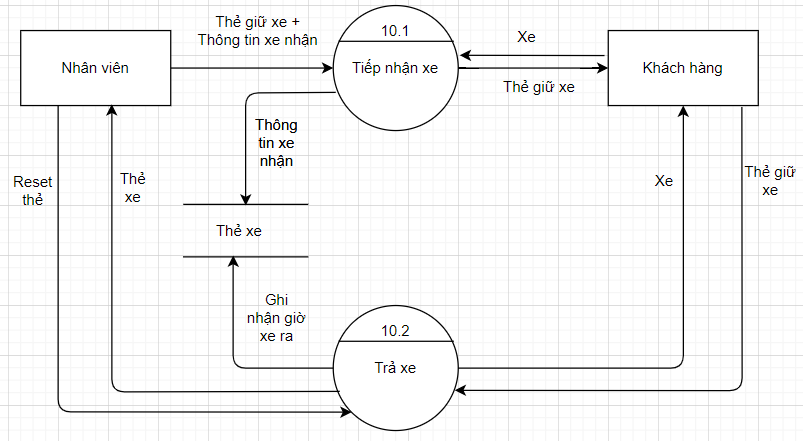 Thẻ giữ xe +
Thông tin xe nhận
10.1
Xe
Nhân viên
Tiếp nhận xe
Khách hàng
Thẻ giữ xe
Thông
tin xe
nhận
Reset
thẻ
Thẻ
xe
Xe
Thẻ giữ
xe
Thẻ xe
Ghi
nhận giờ
xe ra
10.2
Trả xe